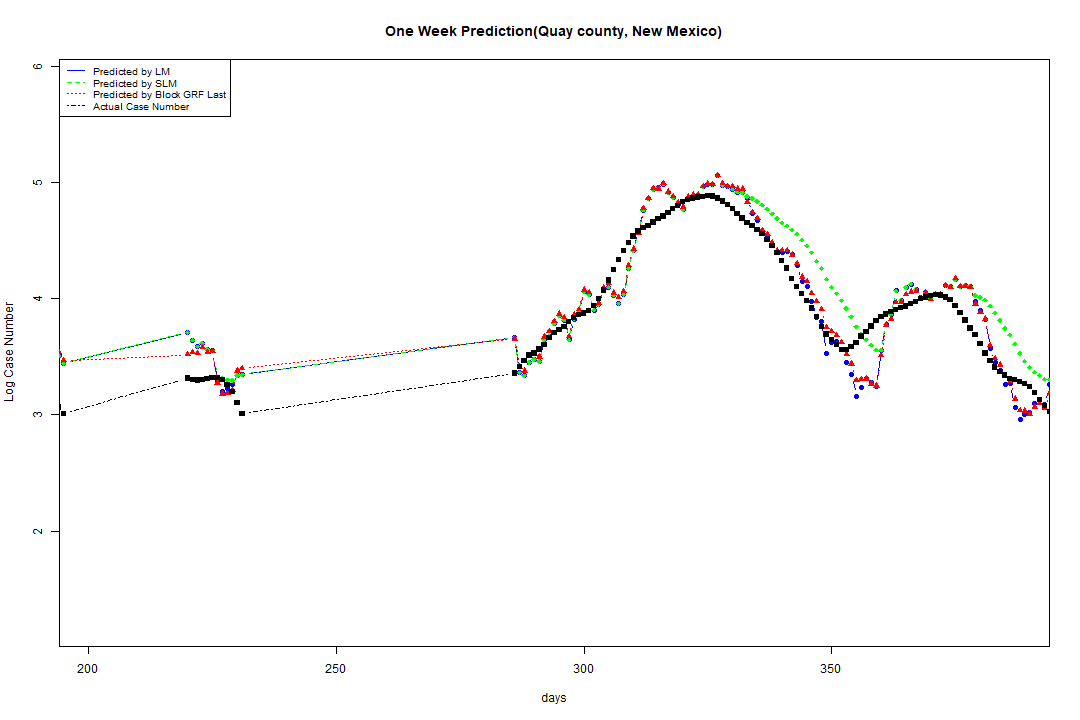 One Week Prediction(Quay county, New Mexico)
Predicted by LM
Predicted by SLM
Predicted by Block GRF Last
Actual Case Number
6
5
4
3
2
Log Case Number
200
250
300
350
days